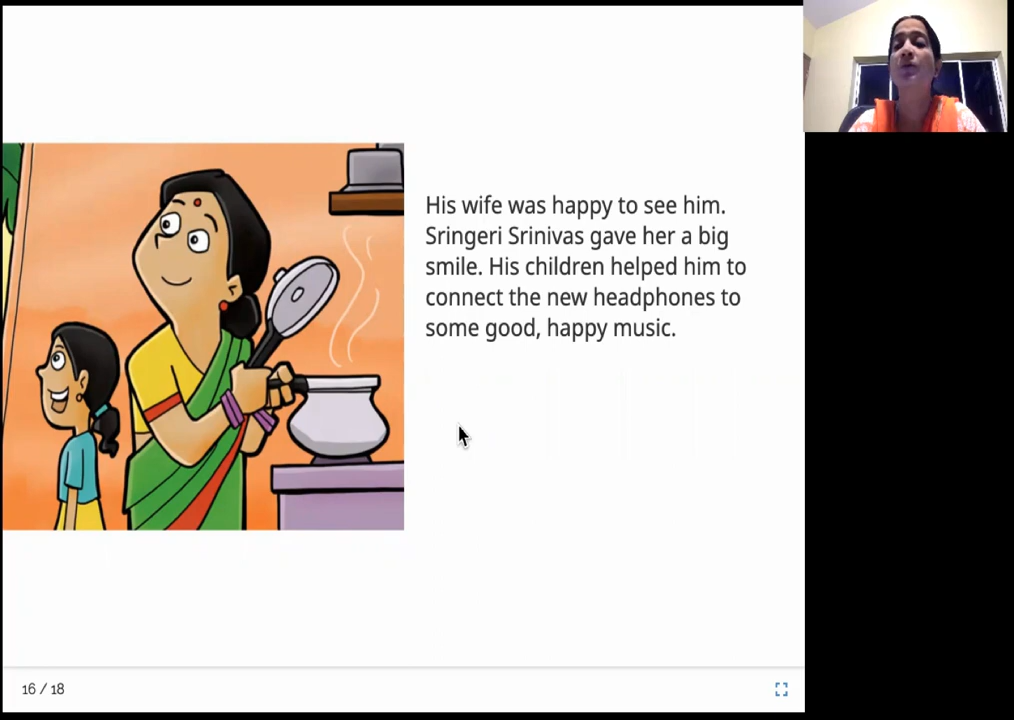 His wife was happy to see him.
Sringeri Srinivas gave her a big
smile. His children helped him to
connect the new headphones to
some good, happy music.
16 / 18